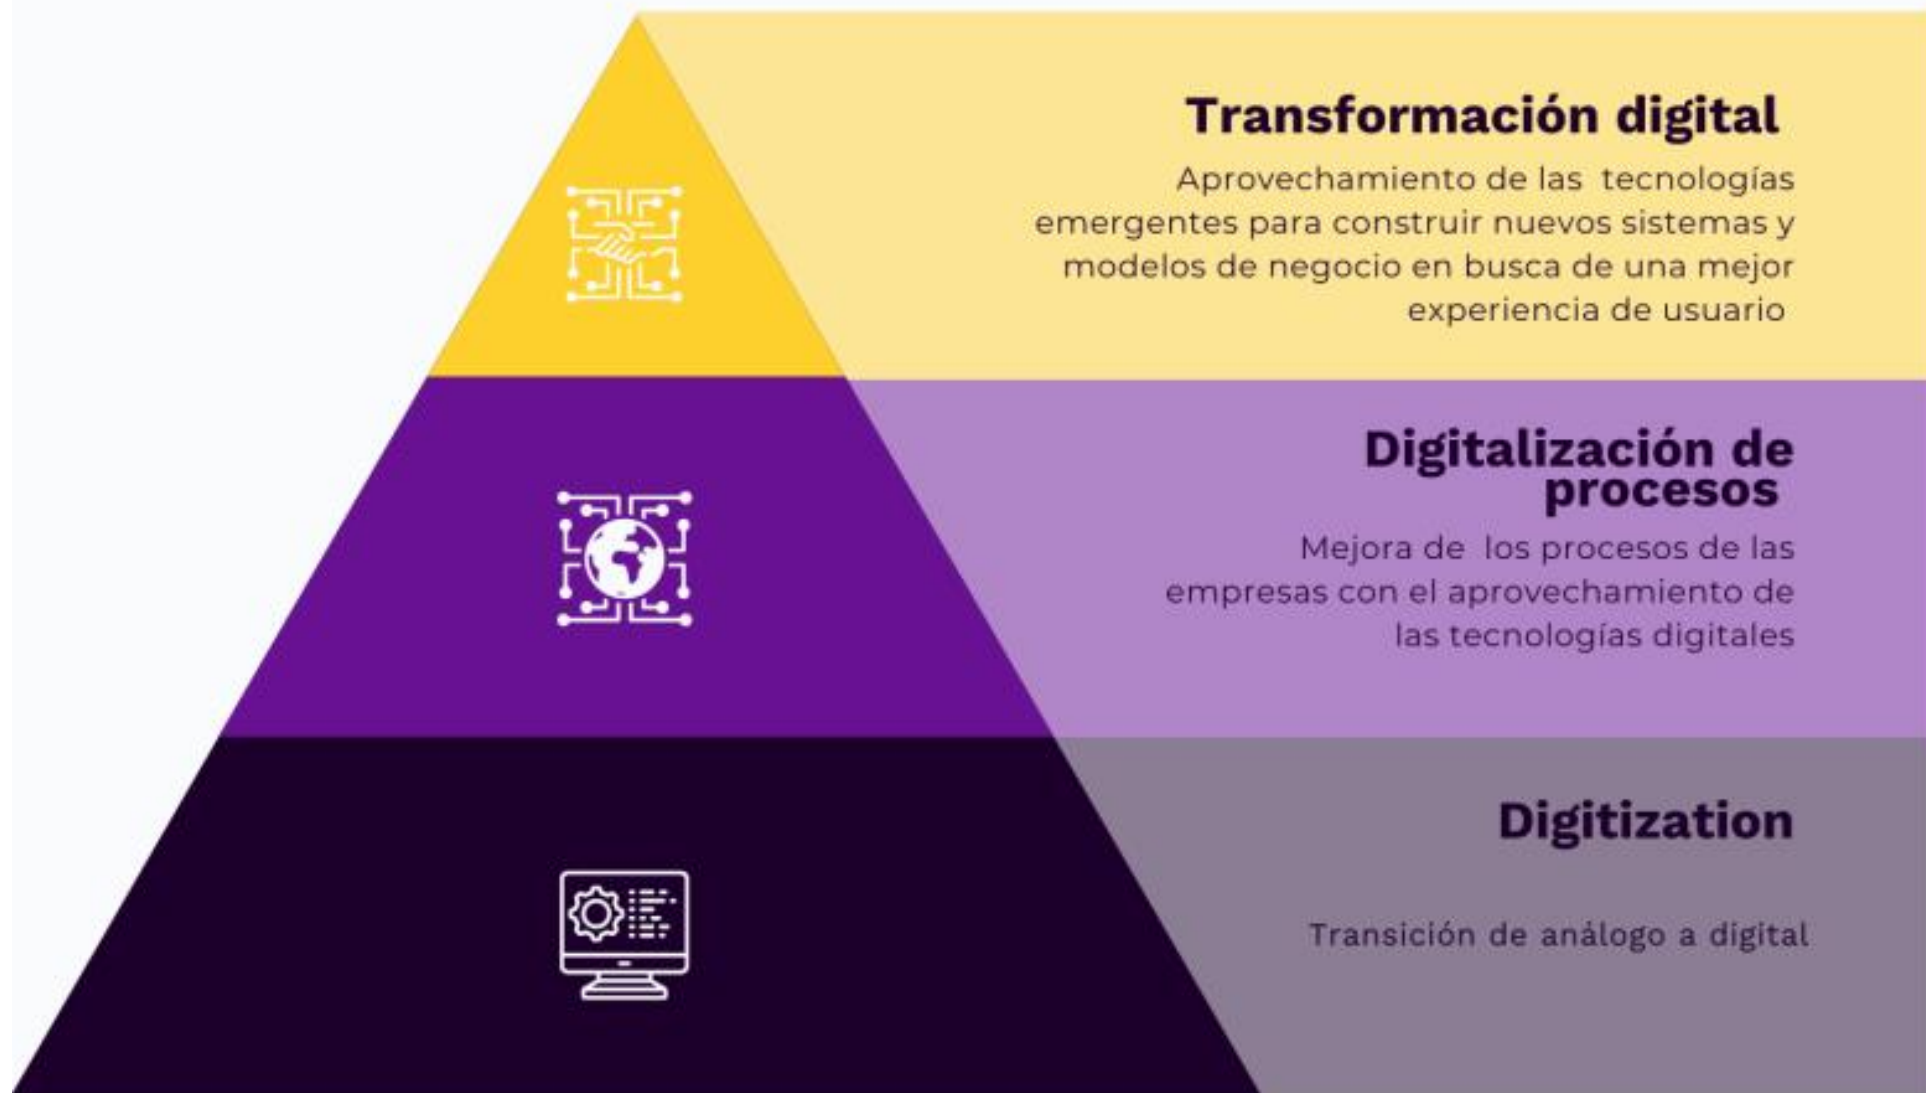 Transformación digital
Aprovechamiento de las tecnologías
emergentes para construir nuevos sistemas y
modelos de negocio en busca de una mejor
experiencia de usuario
Digitalización de
procesos
Mejora de los procesos de las
empresas con el aprovechamiento de
las tecnologías digitales
Digitization
Transición de análogo a digital